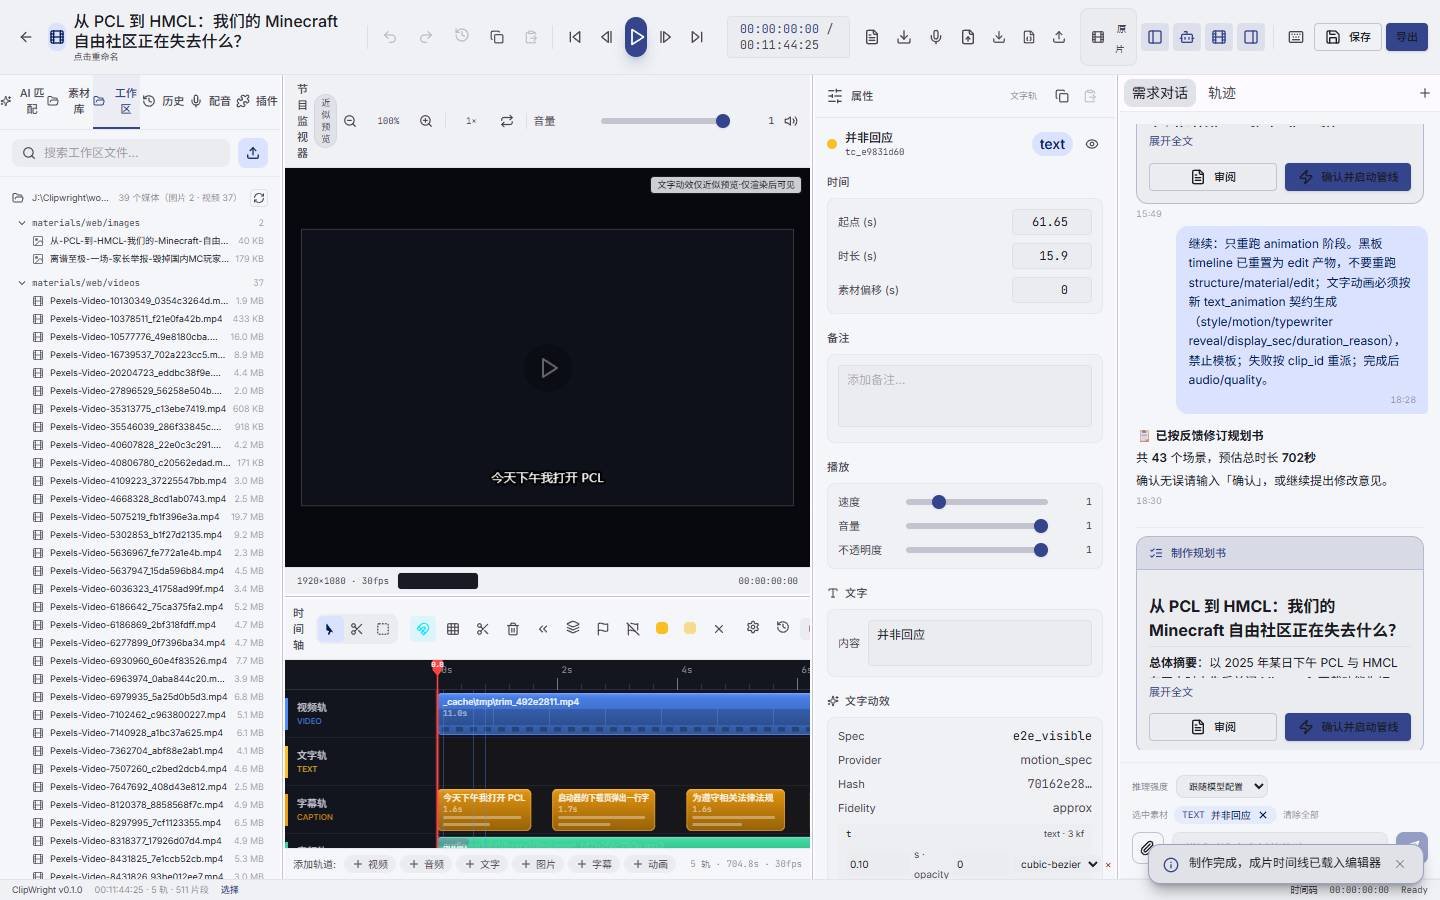 从 PCL 到 HMCL：我们的 Minecraft
自由社区正在失去什么？
点击重命名
00:00:00:00 /
00:11:44:25
原
片
保存
导出
AI 匹
配
素材
库
工作
区
历史
配音
插件
搜索工作区文件...
J:\Clipwright\wo...
39 个媒体（图片 2 · 视频 37）
materials/web/images 2
从-PCL-到-HMCL-我们的-Minecraft-自由... 40 KB
离谱至极-一场-家长举报-毁掉国内MC玩家... 179 KB
materials/web/videos 37
Pexels-Video-10130349_0354c3264d.m... 1.9 MB
Pexels-Video-10378511_f21e0fa42b.mp4 433 KB
Pexels-Video-10577776_49e8180cba.... 16.0 MB
Pexels-Video-16739537_702a223cc5.m... 8.9 MB
Pexels-Video-20204723_eddbc38f9e.... 4.4 MB
Pexels-Video-27896529_56258e504b.... 2.0 MB
Pexels-Video-35313775_c13ebe7419.mp4 608 KB
Pexels-Video-35546039_286f33845c.... 918 KB
Pexels-Video-40607828_22e0c3c291.... 4.2 MB
Pexels-Video-40806780_c20562edad.m... 171 KB
Pexels-Video-4109223_37225547bb.mp4 3.0 MB
Pexels-Video-4668328_8cd1ab0743.mp4 2.5 MB
Pexels-Video-5075219_fb1f396e3a.mp4 19.7 MB
Pexels-Video-5302853_b1f27d2135.mp4 9.2 MB
Pexels-Video-5636967_fe772a1e4b.mp4 2.3 MB
Pexels-Video-5637947_15da596b84.mp4 4.5 MB
Pexels-Video-6036323_41758ad99f.mp4 3.4 MB
Pexels-Video-6186642_75ca375fa2.mp4 5.2 MB
Pexels-Video-6186869_2bf318fdff.mp4 4.7 MB
Pexels-Video-6277899_0f7396ba34.mp4 4.7 MB
Pexels-Video-6930960_60e4f83526.mp4 7.7 MB
Pexels-Video-6963974_0aba844c20.m... 3.9 MB
Pexels-Video-6979935_5a25d0b5d3.mp4 6.8 MB
Pexels-Video-7102462_c963800227.mp4 5.1 MB
Pexels-Video-7140928_a1bc37a625.mp4 6.1 MB
Pexels-Video-7362704_abf88e2ab1.mp4 4.1 MB
Pexels-Video-7507260_c2bed2dcb4.mp4 4.6 MB
Pexels-Video-7647692_408d43e812.mp4 2.5 MB
Pexels-Video-8120378_8858568f7c.mp4 4.9 MB
Pexels-Video-8297995_7cf1123355.mp4 6.5 MB
Pexels-Video-8318377_17926d07d4.mp4 4.9 MB
Pexels-Video-8431825_7e1ccb52cb.mp4 5.3 MB
Pexels-Video-8431826_93be012ee7.mp4 3.0 MB
节
目
监
视
器
近
似
预
览
100%
1×
音量
1
文字动效仅近似预览·仅渲染后可见
今天下午我打开 PCL
1920×1080 · 30fps
00:00:00:00
时
间
轴
0s 2s 4s
视频轨
VIDEO
_cache\tmp\trim_492e2811.mp4
11.0s
文字轨
TEXT
字幕轨
CAPTION
今天下午我打开 PCL
1.6s
启动器的下载页弹出一行字
1.7s
为遵守相关法律法规
1.6s
添加轨道:
视频
音频
文字
图片
字幕
动画
5 轨 · 704.8s · 30fps
属性
文字轨
并非回应
tc_e9831d60
text
时间
起点 (s) 61.65
时长 (s) 15.9
素材偏移 (s) 0
备注
添加备注...
播放
速度 1
音量 1
不透明度 1
文字
内容
并非回应
文字动效
Spec e2e_visible
Provider motion_spec
Hash 70162e28…
Fidelity approx
t
text · 3 kf
0.10
s ·
opacity
0
cubic-bezier
×
需求对话
轨迹
展开全文
审阅
确认并启动管线
15:49
继续：只重跑 animation 阶段。黑板
timeline 已重置为 edit 产物，不要重跑
structure/material/edit；文字动画必须按
新 text_animation 契约生成
（style/motion/typewriter
reveal/display_sec/duration_reason），
禁止模板；失败按 clip_id 重派；完成后
audio/quality。
18:28
已按反馈修订规划书
共 43 个场景，预估总时长 702秒
确认无误请输入「确认」，或继续提出修改意见。
18:30
制作规划书
从 PCL 到 HMCL：我们的
Minecraft 自由社区正在失去什么？
总体摘要：以 2025 年某日下午 PCL 与 HMCL
展开全文
审阅
确认并启动管线
推理强度
跟随模型配置
选中素材
TEXT 并非回应
清除全部
制作完成，成片时间线已载入编辑器
ClipWright v0.1.0
00:11:44:25 · 5 轨 · 511 片段
选择
时间码
00:00:00:00
Ready